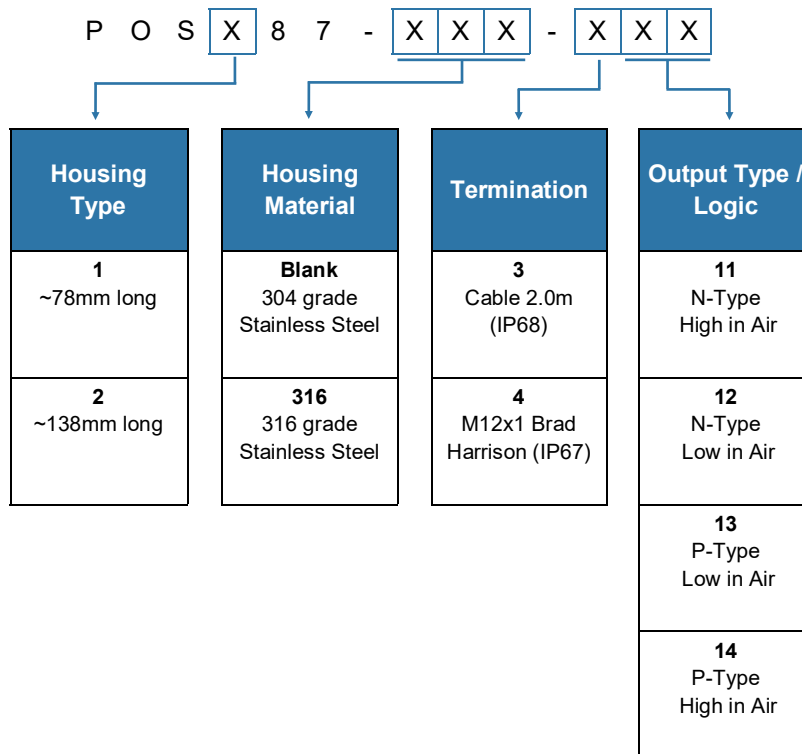 P O S X 8 7 - X X X - X X X
Housing
Type
1
~78mm long
2
~138mm long
Housing
Material
Blank
304 grade
Stainless Steel
316
316 grade
Stainless Steel
Termination
3
Cable 2.0m
(IP68)
4
M12x1 Brad
Harrison (IP67)
Output Type /
Logic
11
N-Type
High in Air
12
N-Type
Low in Air
13
P-Type
Low in Air
14
P-Type
High in Air